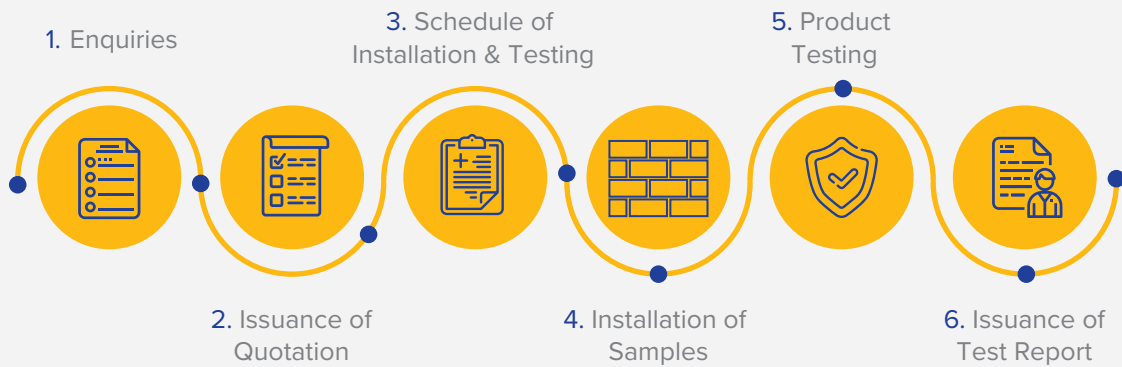 1. Enquiries
2. Issuance of
Quotation
3. Schedule of
Installation & Testing
4. Installation of
Samples
5. Product
Testing
6. Issuance of
Test Report